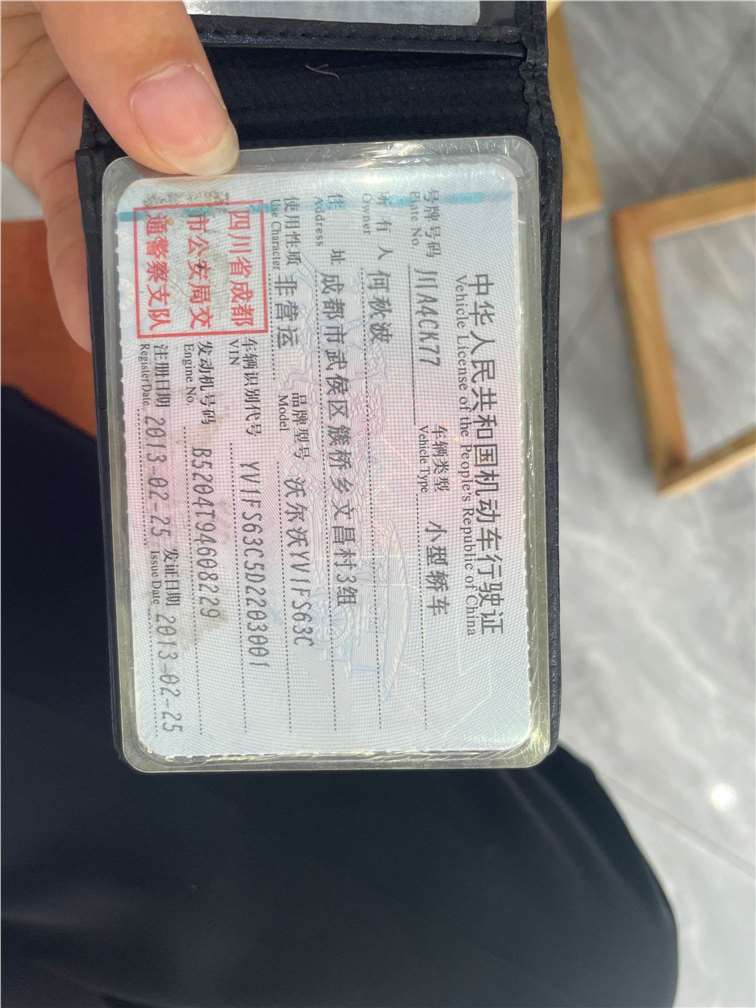 中华人民共和国机动车行驶证
Vehicle License of the People's Republic of China
号牌号码 川A4CK77 车辆类型 小型轿车
Plate No. Vehicle Type
所有人 何秋波
Owner
住址 成都市武侯区簇桥乡文昌村3组
Address
使用性质 非营运 品牌型号 沃尔沃YV1FS63C
Use Character Model
四川省成都
市公安局交
通警察支队
车辆识别代号 YV1FS63C5D2203001
VIN
发动机号码 B5204T94608229
Engine No.
注册日期 2013-02-25 发证日期 2013-02-25
Register Date Issue Date